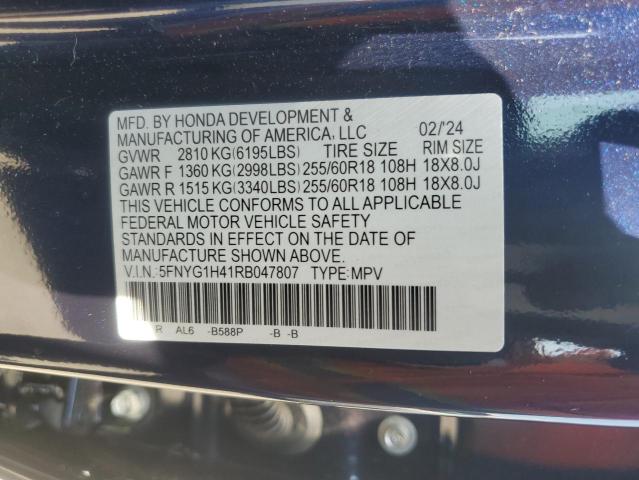 MFD. BY HONDA DEVELOPMENT &
MANUFACTURING OF AMERICA, LLC 02/'24
GVWR 2810 KG(6195LBS) TIRE SIZE RIM SIZE
GAWR F 1360 KG(2998LBS) 255/60R18 108H 18X8.0J
GAWR R 1515 KG(3340LBS) 255/60R18 108H 18X8.0J
THIS VEHICLE CONFORMS TO ALL APPLICABLE
FEDERAL MOTOR VEHICLE SAFETY
STANDARDS IN EFFECT ON THE DATE OF
MANUFACTURE SHOWN ABOVE.
V.I.N.: 5FNYG1H41RB047807 TYPE: MPV
AL6 -B588P -B -B